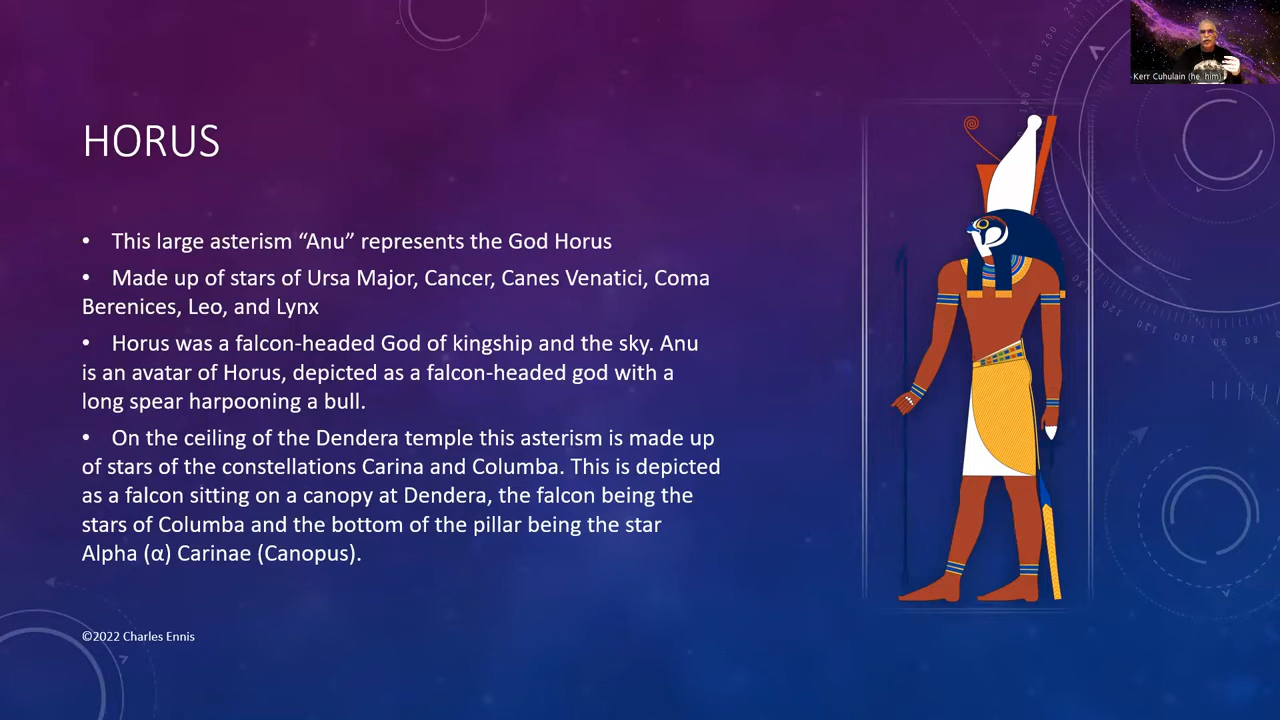 Kerr Cuhulain (he, him)
HORUS
• This large asterism “Anu” represents the God Horus
• Made up of stars of Ursa Major, Cancer, Canes Venatici, Coma
Berenices, Leo, and Lynx
• Horus was a falcon-headed God of kingship and the sky. Anu
is an avatar of Horus, depicted as a falcon-headed god with a
long spear harpooning a bull.
• On the ceiling of the Dendera temple this asterism is made up
of stars of the constellations Carina and Columba. This is depicted
as a falcon sitting on a canopy at Dendera, the falcon being the
stars of Columba and the bottom of the pillar being the star
Alpha (α) Carinae (Canopus).
©2022 Charles Ennis